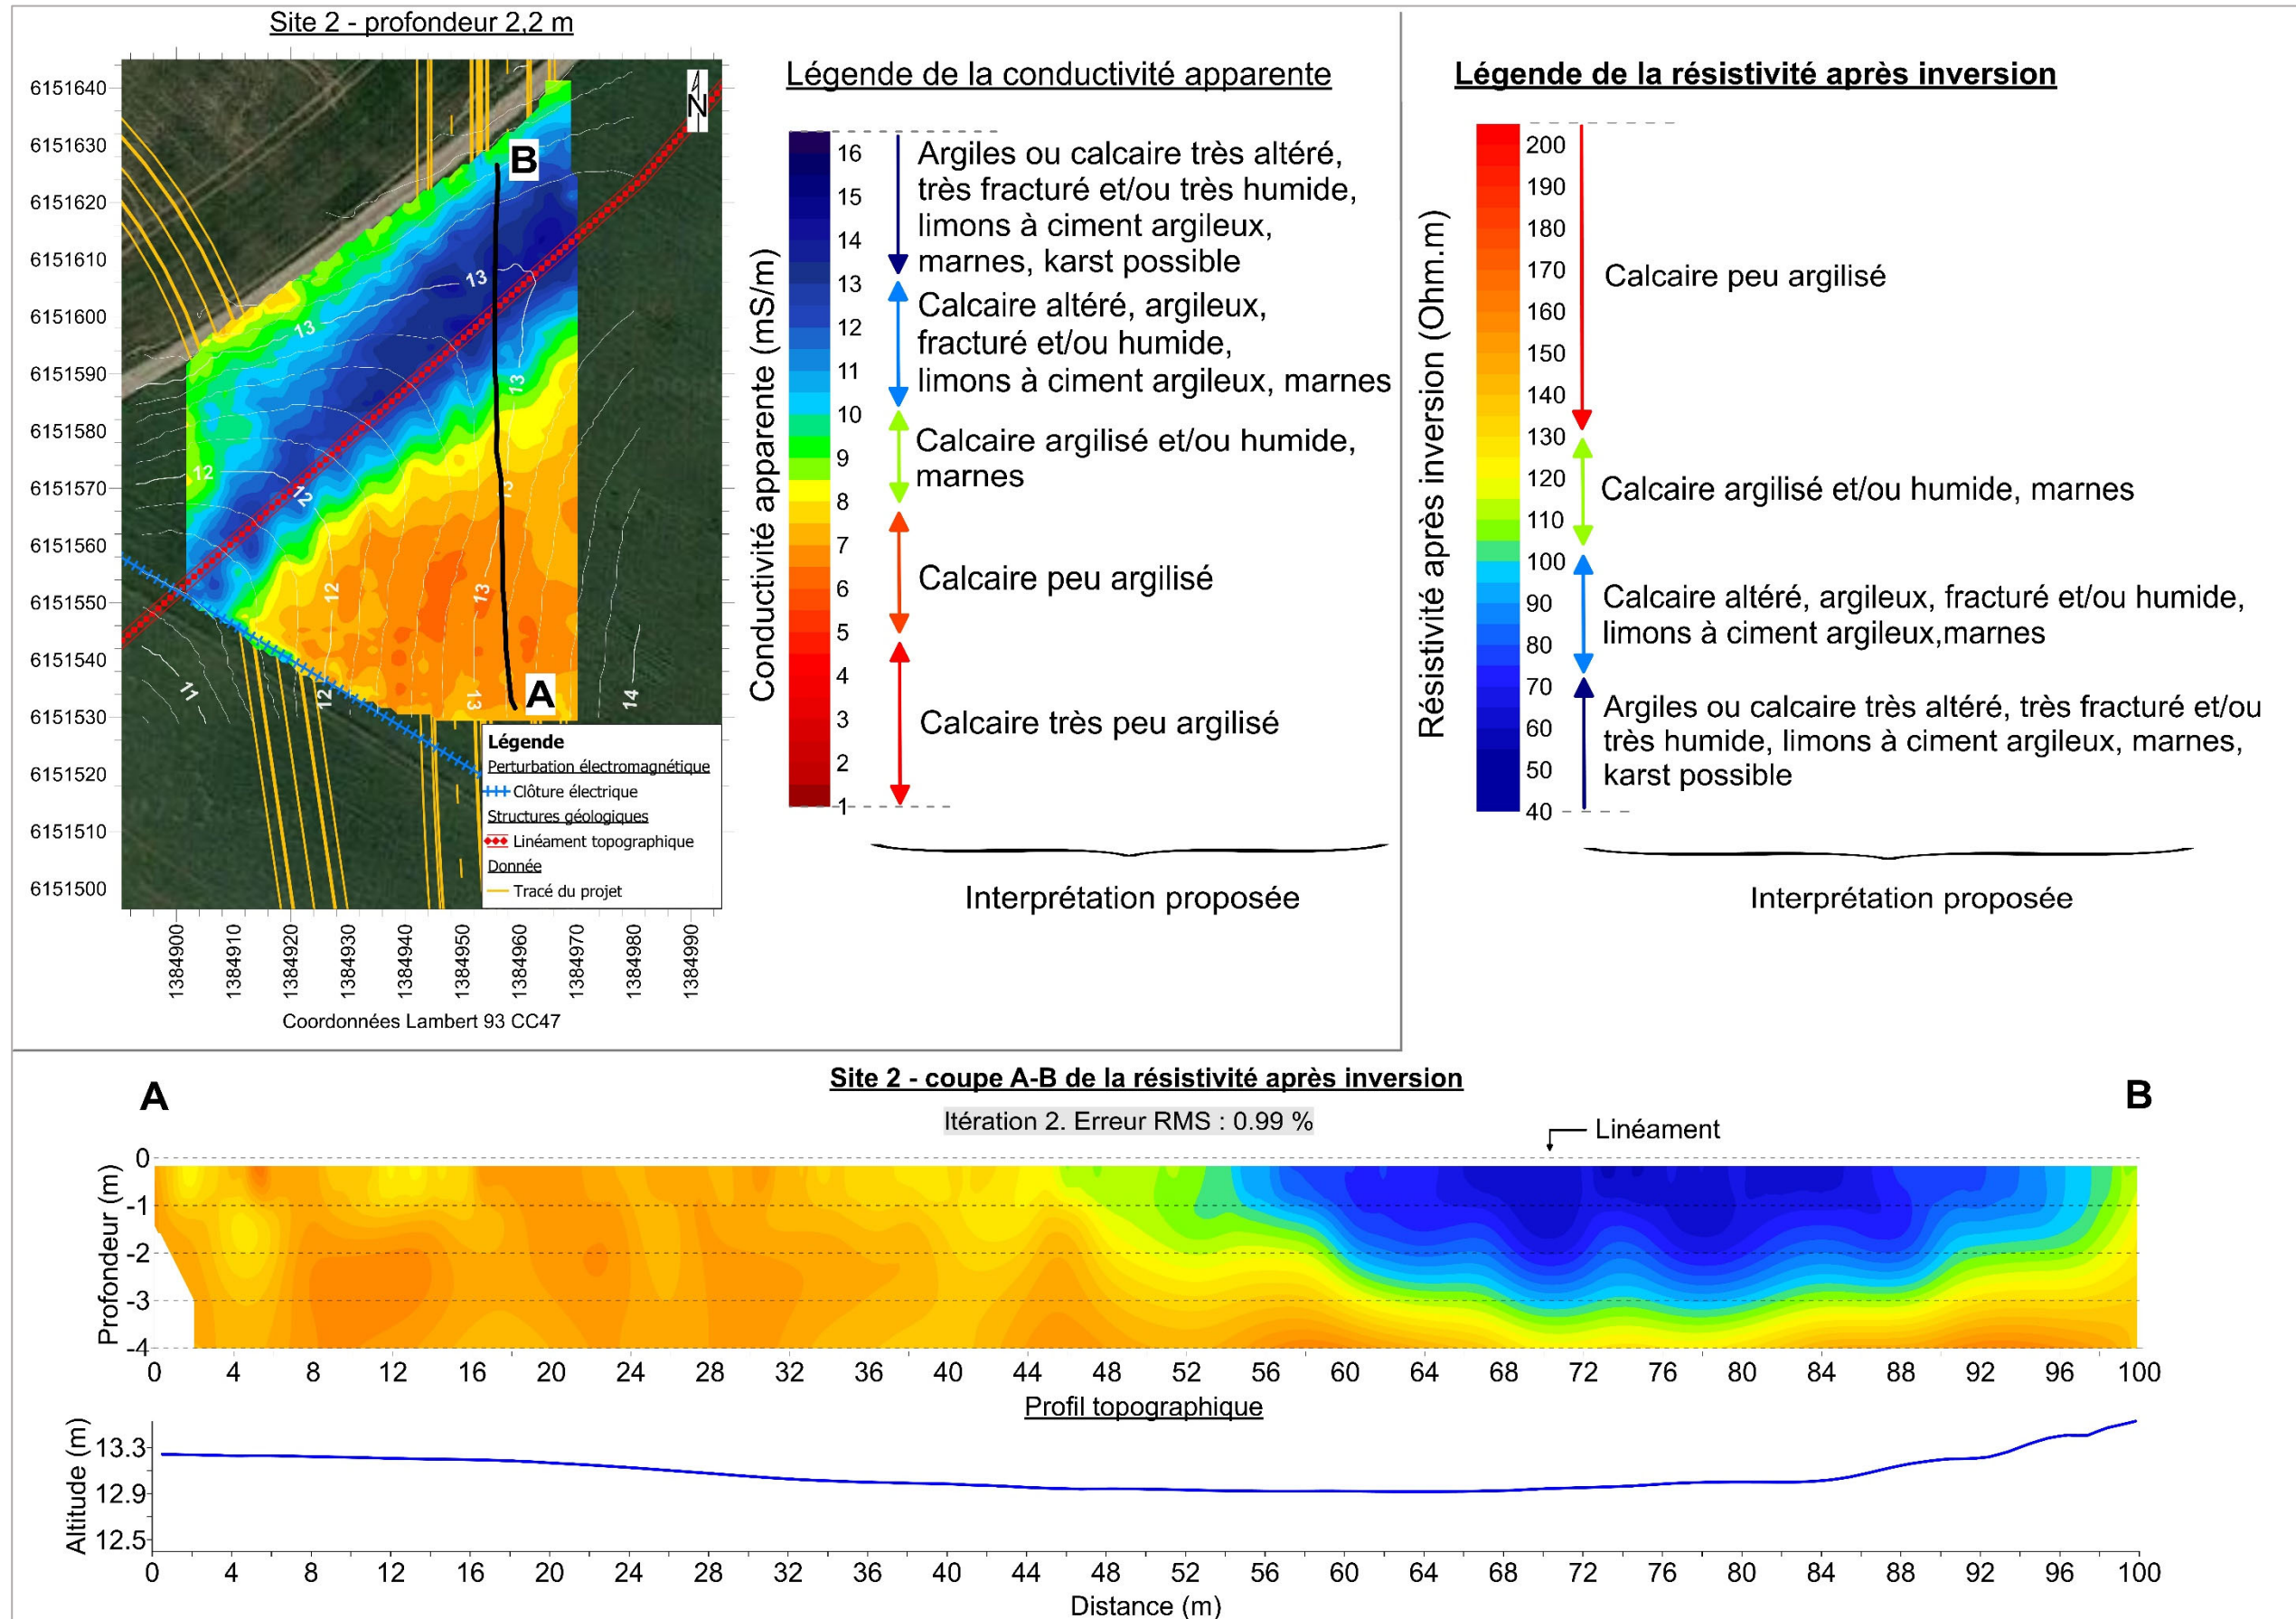 Site 2 - profondeur 2,2 m
6151640
6151630
6151620
6151610
6151600
6151590
6151580
6151570
6151560
6151550
6151540
6151530
6151520
6151510
6151500
N
B
A
13
13
13
12
12
13
12
13
11
12
13
14
Légende
Perturbation électromagnétique
Clôture électrique
Structures géologiques
Linéament topographique
Donnée
Tracé du projet
1384900
1384910
1384920
1384930
1384940
1384950
1384960
1384970
1384980
1384990
Coordonnées Lambert 93 CC47
Légende de la conductivité apparente
Conductivité apparente (mS/m)
16
15
14
13
12
11
10
9
8
7
6
5
4
3
2
1
Argiles ou calcaire très altéré,
très fracturé et/ou très humide,
limons à ciment argileux,
marnes, karst possible
Calcaire altéré, argileux,
fracturé et/ou humide,
limons à ciment argileux, marnes
Calcaire argilisé et/ou humide,
marnes
Calcaire peu argilisé
Calcaire très peu argilisé
Interprétation proposée
Légende de la résistivité après inversion
Résistivité après inversion (Ohm.m)
200
190
180
170
160
150
140
130
120
110
100
90
80
70
60
50
40
Calcaire peu argilisé
Calcaire argilisé et/ou humide, marnes
Calcaire altéré, argileux, fracturé et/ou humide,
limons à ciment argileux,marnes
Argiles ou calcaire très altéré, très fracturé et/ou
très humide, limons à ciment argileux, marnes,
karst possible
Interprétation proposée
Site 2 - coupe A-B de la résistivité après inversion
A
B
Itération 2. Erreur RMS : 0.99 %
Linéament
Profondeur (m)
0
-1
-2
-3
-4
0 4 8 12 16 20 24 28 32 36 40 44 48 52 56 60 64 68 72 76 80 84 88 92 96 100
Profil topographique
Altitude (m)
13.3
12.9
12.5
0 4 8 12 16 20 24 28 32 36 40 44 48 52 56 60 64 68 72 76 80 84 88 92 96 100
Distance (m)